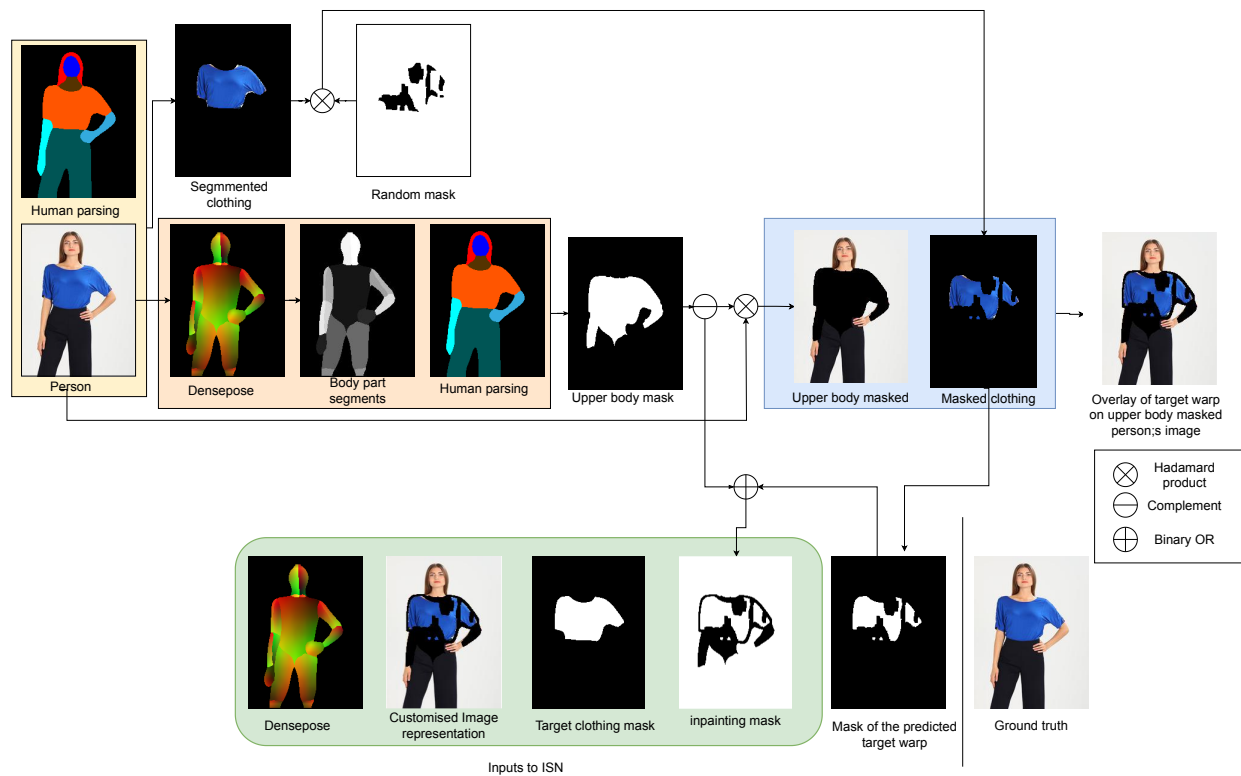 Human parsing
Segmmented
clothing
Random mask
Person
Densepose
Body part
segments
Human parsing
Upper body mask
Upper body masked
Masked clothing
Overlay of target warp
on upper body masked
person;s image
Hadamard
product
Complement
Binary OR
Densepose
Customised Image
representation
Target clothing mask
inpainting mask
Mask of the predicted
target warp
Ground truth
Inputs to ISN